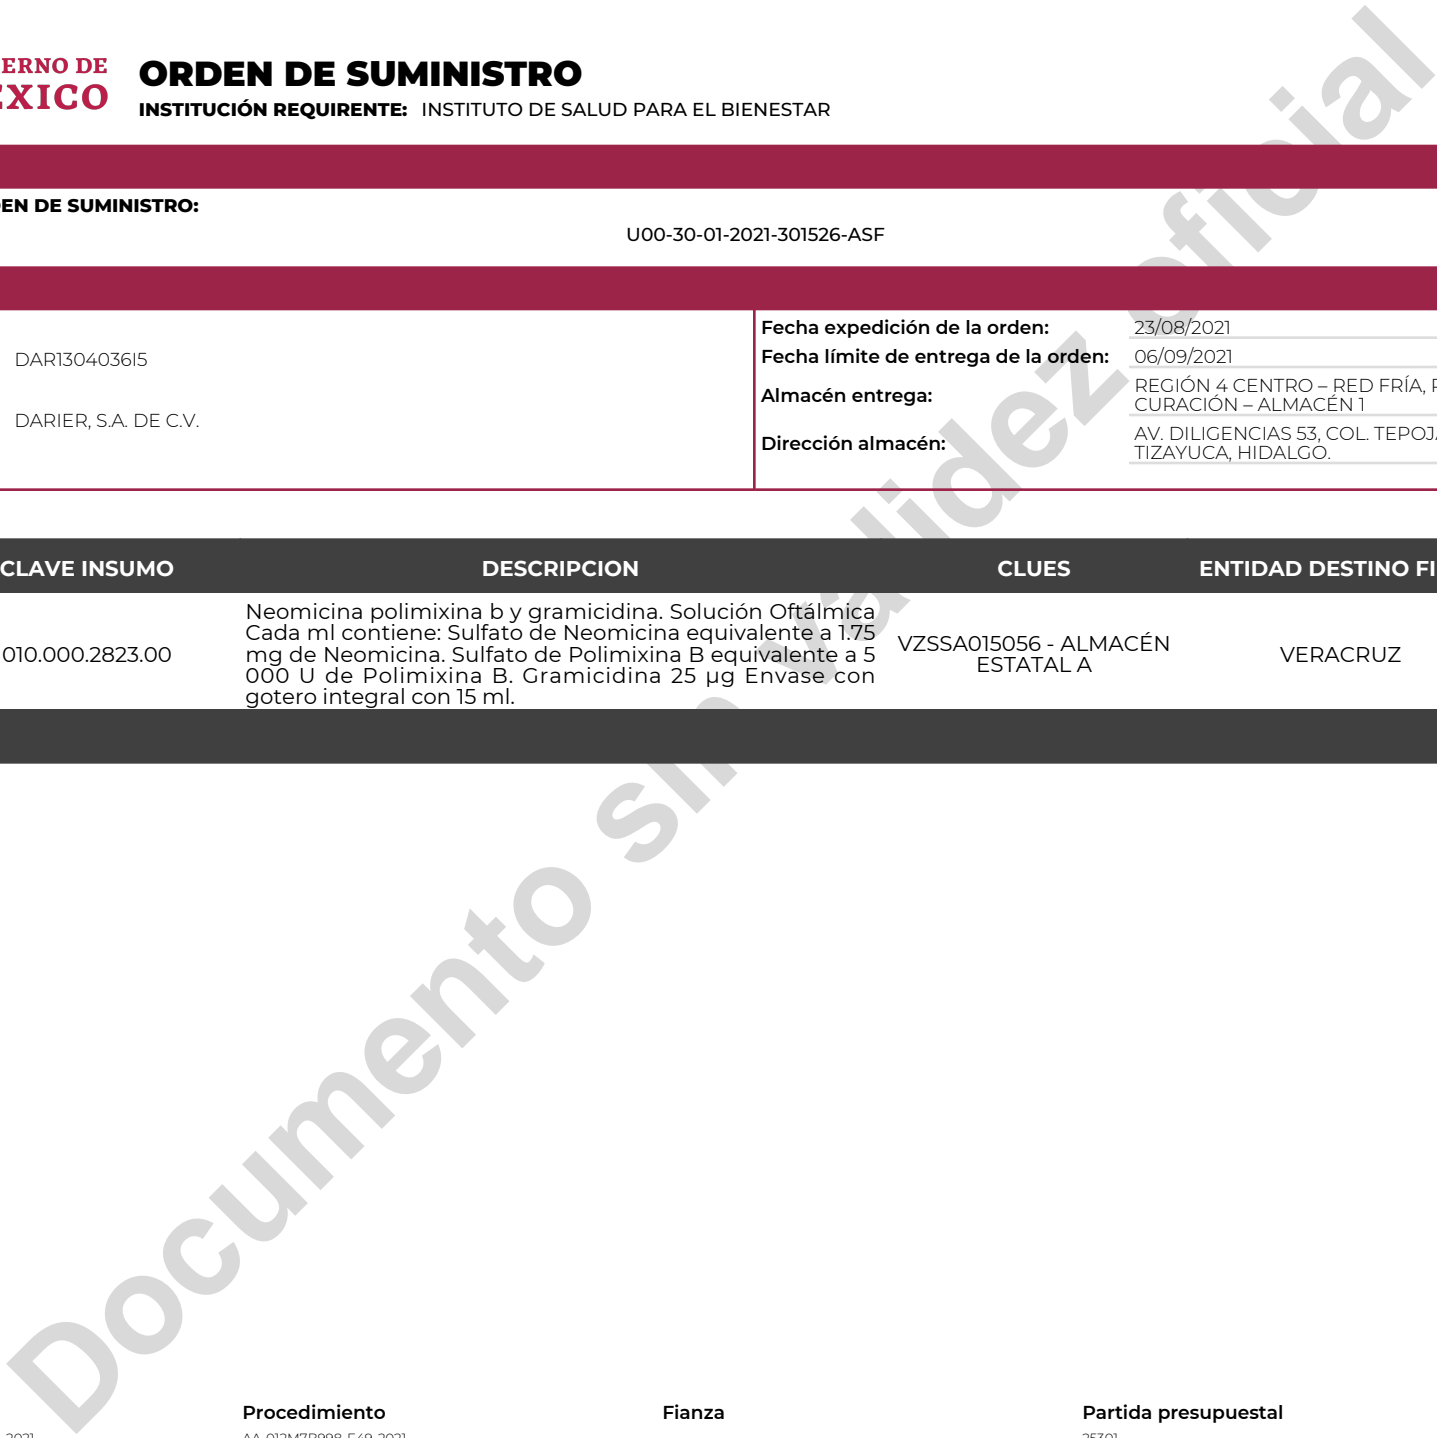 ERNO DE
ÉXICO
ORDEN DE SUMINISTRO
INSTITUCIÓN REQUIRENTE: INSTITUTO DE SALUD PARA EL BIENESTAR
EN DE SUMINISTRO:
U00-30-01-2021-301526-ASF
DAR1304036I5
DARIER, S.A. DE C.V.
Fecha expedición de la orden: 23/08/2021
Fecha límite de entrega de la orden: 06/09/2021
Almacén entrega: REGIÓN 4 CENTRO – RED FRÍA,
CURACIÓN – ALMACÉN 1
Dirección almacén: AV. DILIGENCIAS 53, COL. TEPOJ
TIZAYUCA, HIDALGO.
CLAVE INSUMO DESCRIPCION CLUES ENTIDAD DESTINO FI
010.000.2823.00
Neomicina polimixina b y gramicidina. Solución Oftálmica
Cada ml contiene: Sulfato de Neomicina equivalente a 1.75
mg de Neomicina. Sulfato de Polimixina B equivalente a 5
000 U de Polimixina B. Gramicidina 25 µg Envase con
gotero integral con 15 ml.
VZSSA015056 - ALMACÉN
ESTATAL A
VERACRUZ
Documento sin validez oficial
Procedimiento Fianza Partida presupuestal